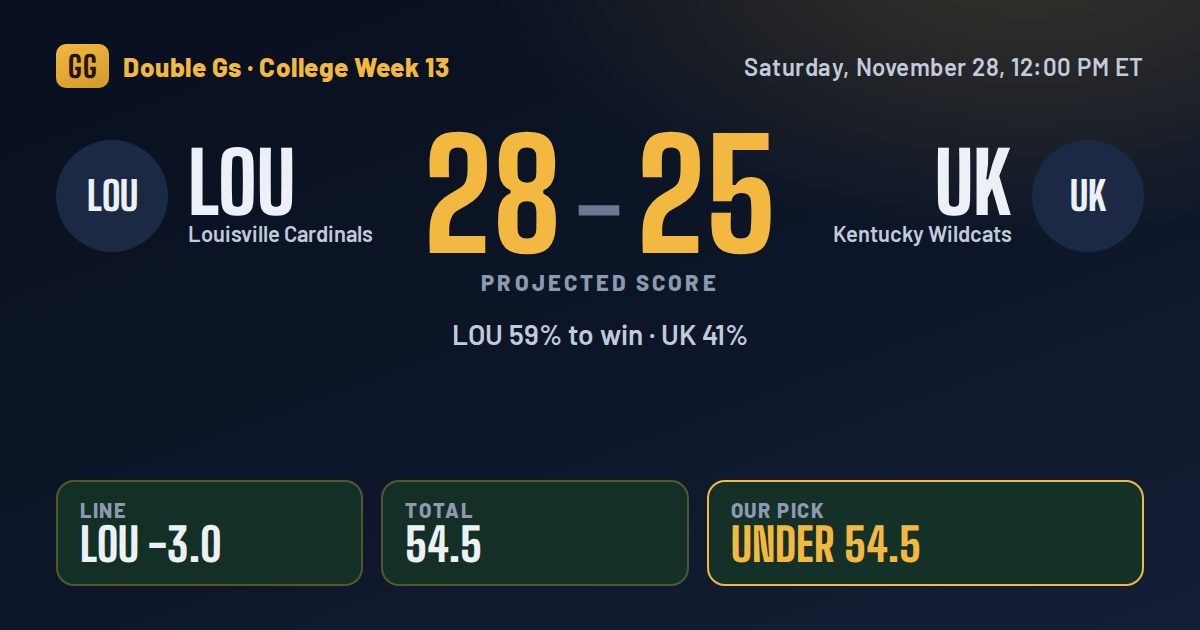 GG Double Gs · College Week 13
Saturday, November 28, 12:00 PM ET
LOU
LOU
Louisville Cardinals
28 – 25
PROJECTED SCORE
LOU 59% to win · UK 41%
UK
Kentucky Wildcats
UK
LINE
LOU −3.0
TOTAL
54.5
OUR PICK
UNDER 54.5